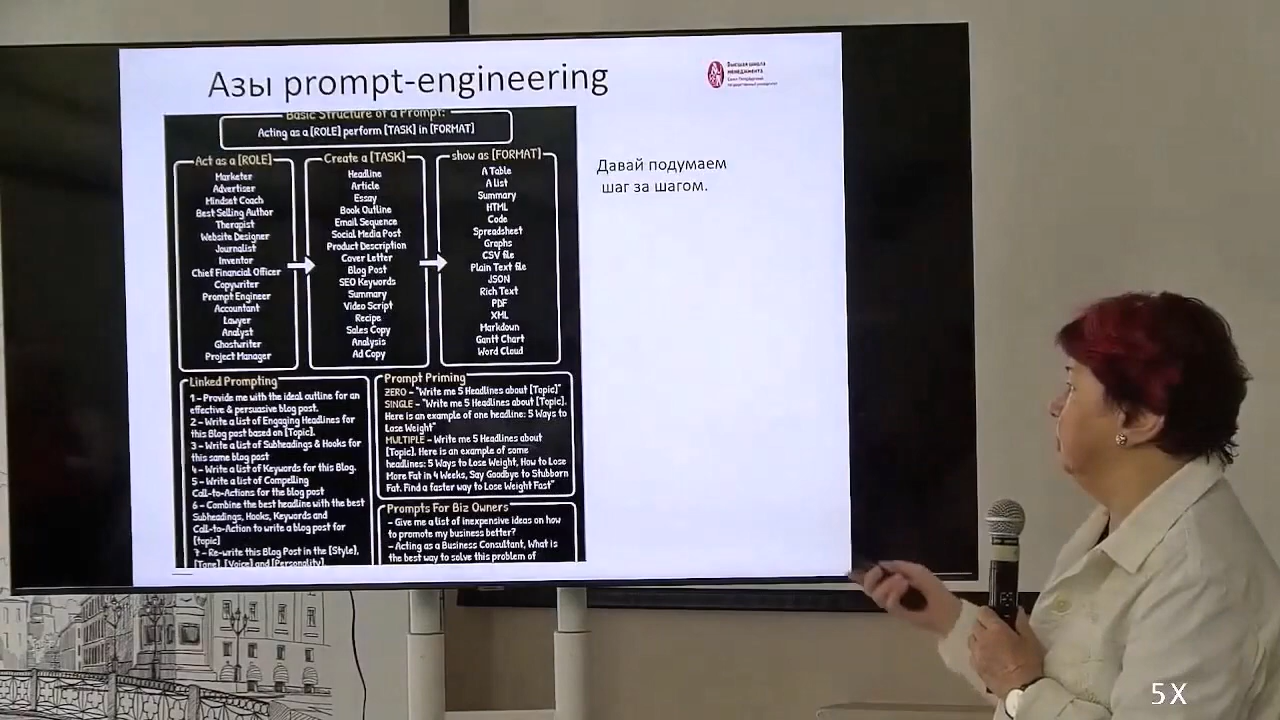 Азы prompt-engineering
Высшая школа
менеджмента
Санкт-Петербургский
государственный университет
Basic Structure of a Prompt:
Acting as a [ROLE] perform [TASK] in [FORMAT]
Act as a [ROLE]
Marketer
Advertiser
Mindset Coach
Best Selling Author
Therapist
Website Designer
Journalist
Inventor
Chief Financial Officer
Copywriter
Prompt Engineer
Accountant
Lawyer
Analyst
Ghostwriter
Project Manager
Create a [TASK]
Headline
Article
Essay
Book Outline
Email Sequence
Social Media Post
Product Description
Cover Letter
Blog Post
SEO Keywords
Summary
Video Script
Recipe
Sales Copy
Analysis
Ad Copy
show as [FORMAT]
A Table
A list
Summary
HTML
Code
Spreadsheet
Graphs
CSV file
Plain Text file
JSON
Rich Text
PDF
XML
Markdown
Gantt Chart
Word Cloud
Давай подумаем
шаг за шагом.
Linked Prompting
1 – Provide me with the ideal outline for an
effective & persuasive blog post.
2 – Write a list of Engaging Headlines for
this Blog post based on [Topic].
3 – Write a list of Subheadings & Hooks for
this same blog post
4 – Write a list of Keywords for this Blog.
5 – Write a list of Compelling
Call-to-Actions for the blog post
6 – Combine the best headline with the best
Subheadings, Hooks, Keywords and
Call-to-Action to write a blog post for
[topic]
7 – Re-write this Blog Post in the [Style],
[Tone], [Voice] and [Personality].
Prompt Priming
ZERO – "Write me 5 Headlines about [Topic]"
SINGLE – "Write me 5 Headlines about [Topic].
Here is an example of one headline: 5 Ways to
Lose Weight"
MULTIPLE – Write me 5 Headlines about
[Topic]. Here is an example of some
headlines: 5 Ways to Lose Weight, How to Lose
More Fat in 4 Weeks, Say Goodbye to Stubborn
Fat. Find a faster way to Lose Weight Fast"
Prompts For Biz Owners
– Give me a list of inexpensive ideas on how
to promote my business better?
– Acting as a Business Consultant, What is
the best way to solve this problem of
5X